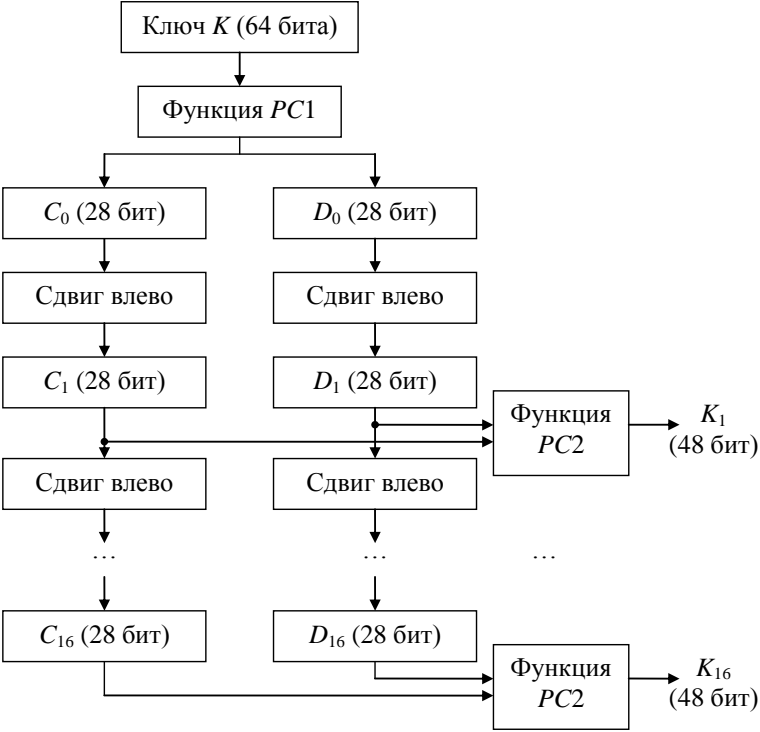 Ключ K (64 бита)
Функция PC1
C₀ (28 бит)
D₀ (28 бит)
Сдвиг влево
Сдвиг влево
C₁ (28 бит)
D₁ (28 бит)
Функция
PC2
K₁
(48 бит)
Сдвиг влево
Сдвиг влево
… … …
C₁₆ (28 бит)
D₁₆ (28 бит)
Функция
PC2
K₁₆
(48 бит)